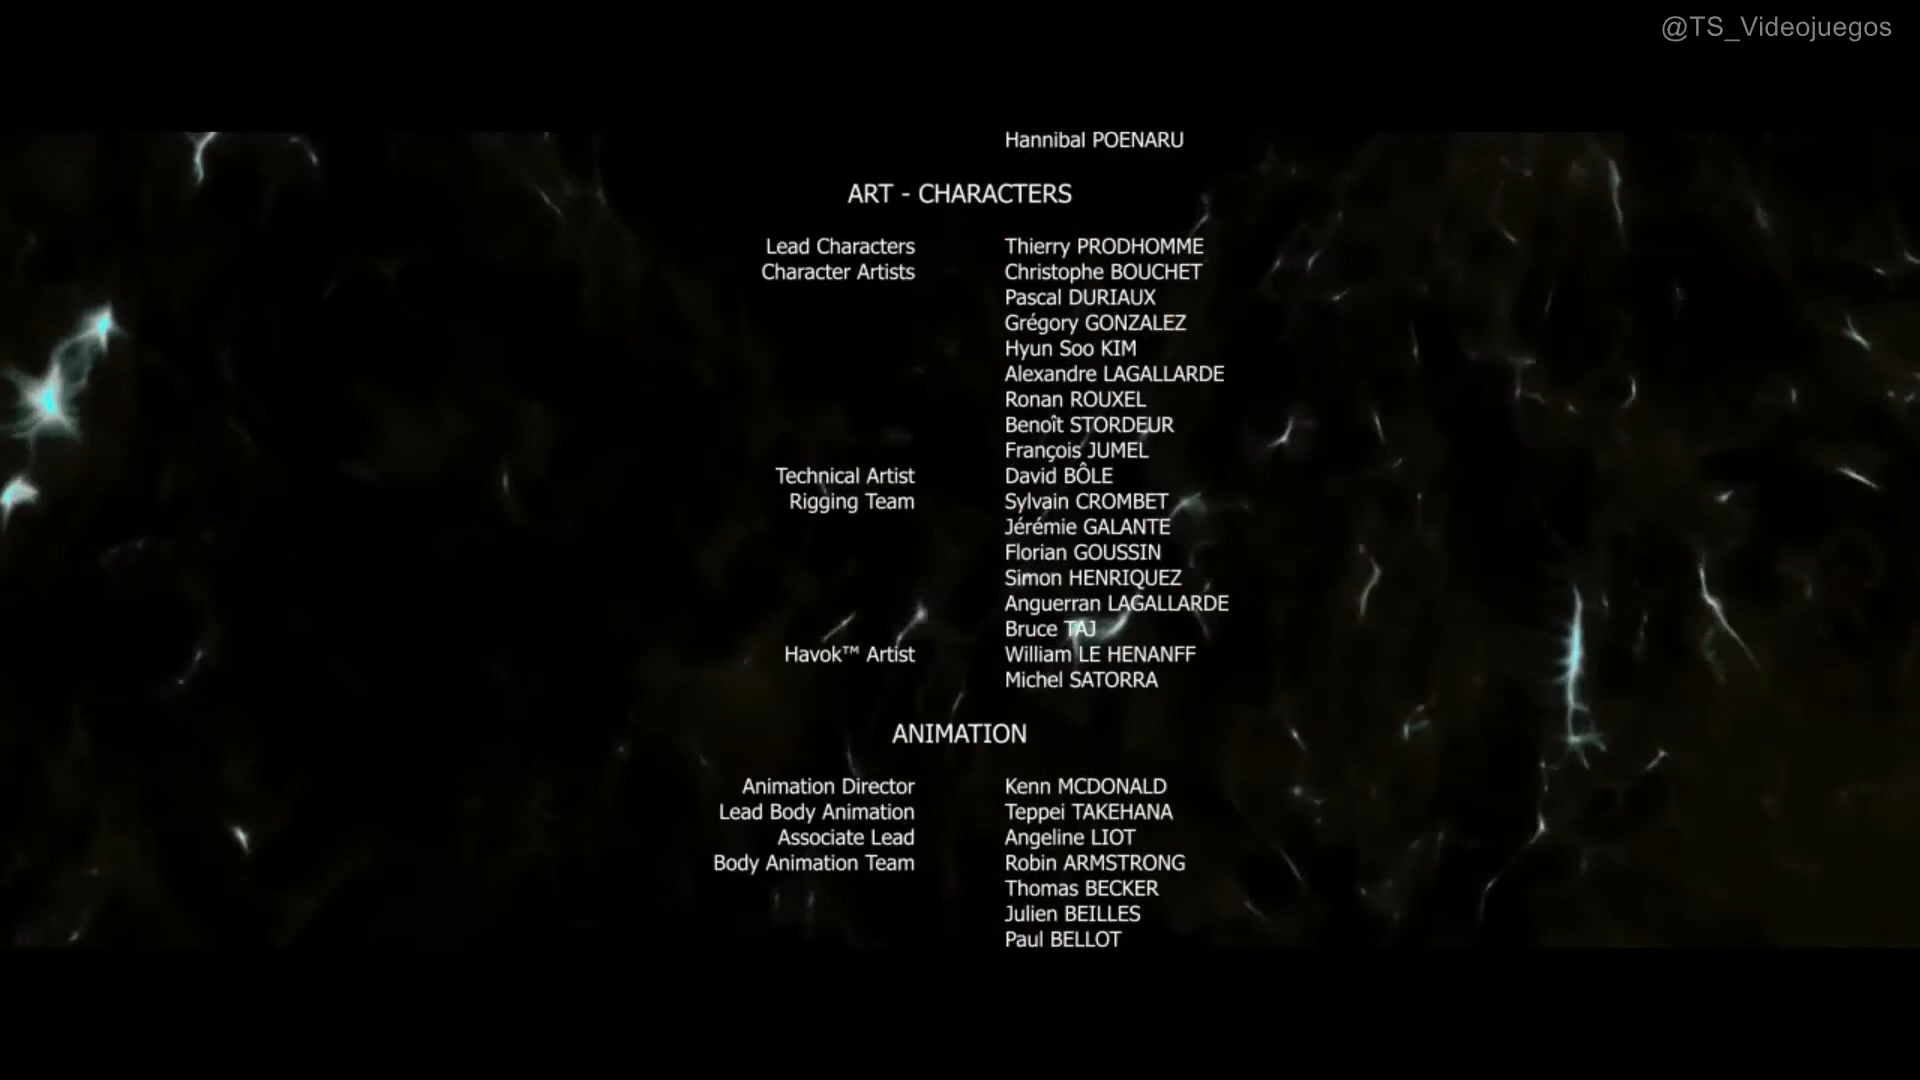 @TS_Videojuegos
Hannibal POENARU
ART - CHARACTERS
Lead Characters Thierry PRODHOMME
Character Artists Christophe BOUCHET
Pascal DURIAUX
Grégory GONZALEZ
Hyun Soo KIM
Alexandre LAGALLARDE
Ronan ROUXEL
Benoît STORDEUR
François JUMEL
Technical Artist David BÔLE
Rigging Team Sylvain CROMBET
Jérémie GALANTE
Florian GOUSSIN
Simon HENRIQUEZ
Anguerran LAGALLARDE
Bruce TAJ
Havok™ Artist William LE HENANFF
Michel SATORRA
ANIMATION
Animation Director Kenn MCDONALD
Lead Body Animation Teppei TAKEHANA
Associate Lead Angeline LIOT
Body Animation Team Robin ARMSTRONG
Thomas BECKER
Julien BEILLES
Paul BELLOT